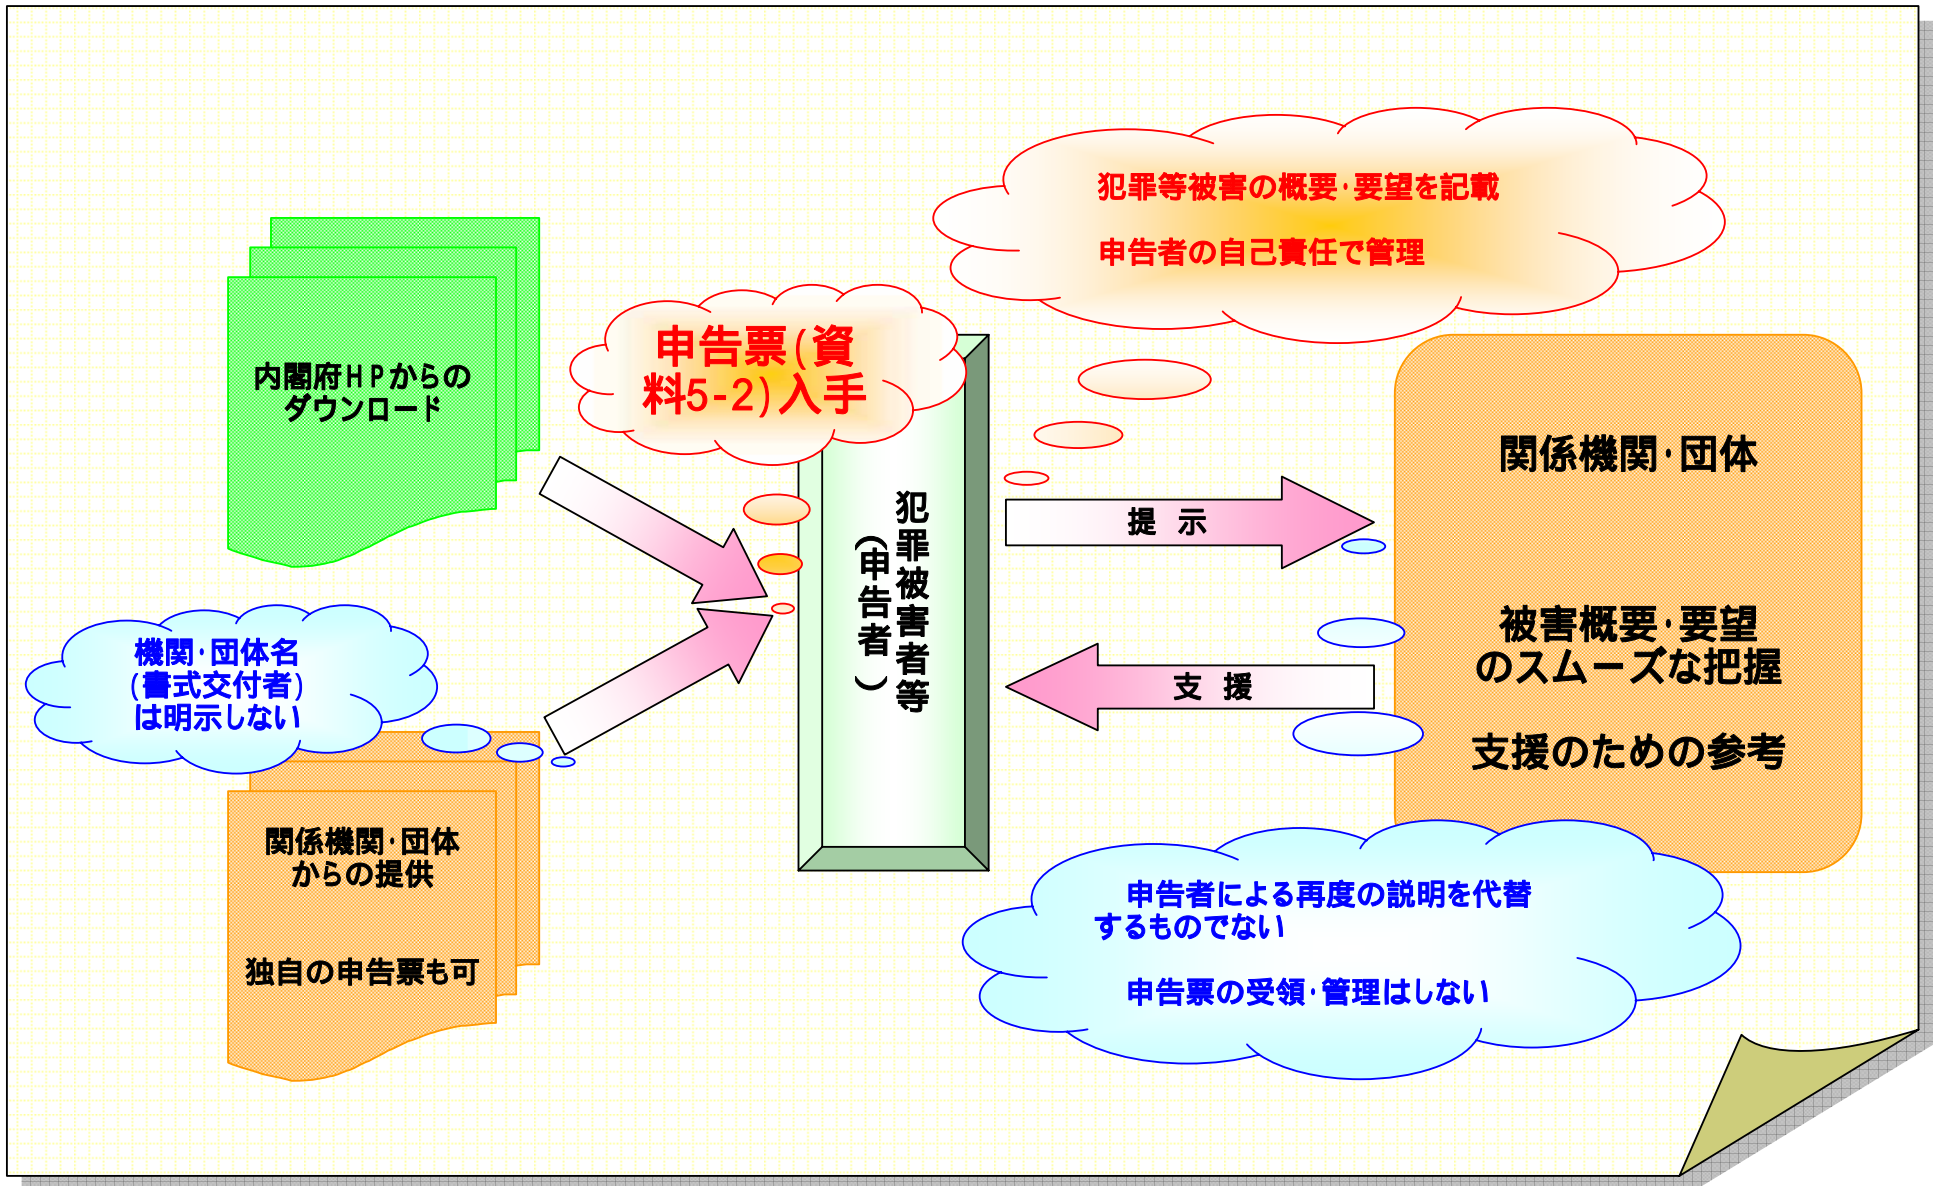 犯罪等被害の概要・要望を記載
申告者の自己責任で管理
申告票(資
料5-2)入手
内閣府HPからの
ダウンロード
犯罪被害者等
(申告者)
提 示
支 援
関係機関・団体
被害概要・要望
のスムーズな把握
支援のための参考
機関・団体名
(書式交付者)
は明示しない
関係機関・団体
からの提供
独自の申告票も可
申告者による再度の説明を代替
するものでない
申告票の受領・管理はしない